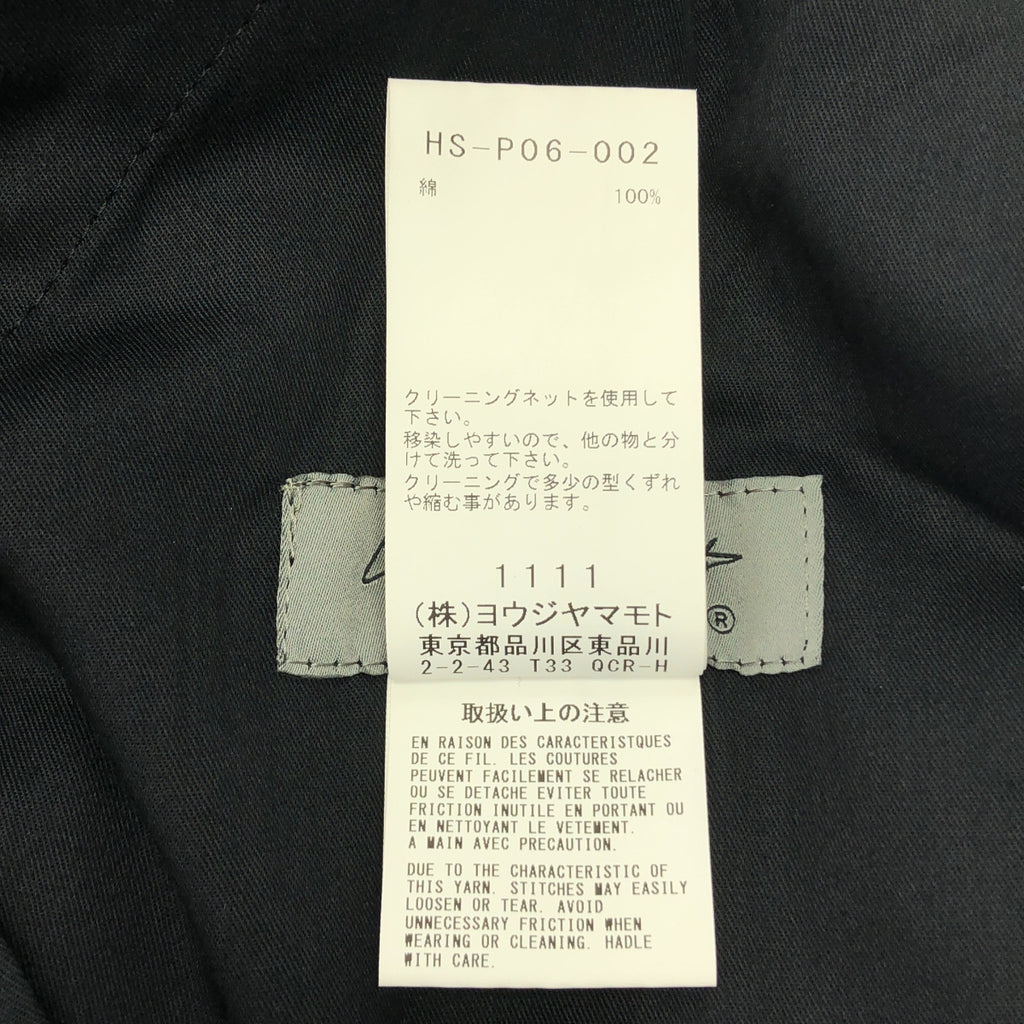 HS-P06-002
綿 100%
クリーニングネットを使用して
下さい。
移染しやすいので、他の物と分
けて洗って下さい。
クリーニングで多少の型くずれ
や縮む事があります。
1111
(株)ヨウジヤマモト
東京都品川区東品川
2-2-43 T33 QCR-H
®
取扱い上の注意
EN RAISON DES CARACTERISTQUES
DE CE FIL. LES COUTURES
PEUVENT FACILEMENT SE RELACHER
OU SE DETACHE EVITER TOUTE
FRICTION INUTILE EN PORTANT OU
EN NETTOYANT LE VETEMENT.
A MAIN AVEC PRECAUTION.
DUE TO THE CHARACTERISTIC OF
THIS YARN. STITCHES MAY EASILY
LOOSEN OR TEAR. AVOID
UNNECESSARY FRICTION WHEN
WEARING OR CLEANING. HADLE
WITH CARE.